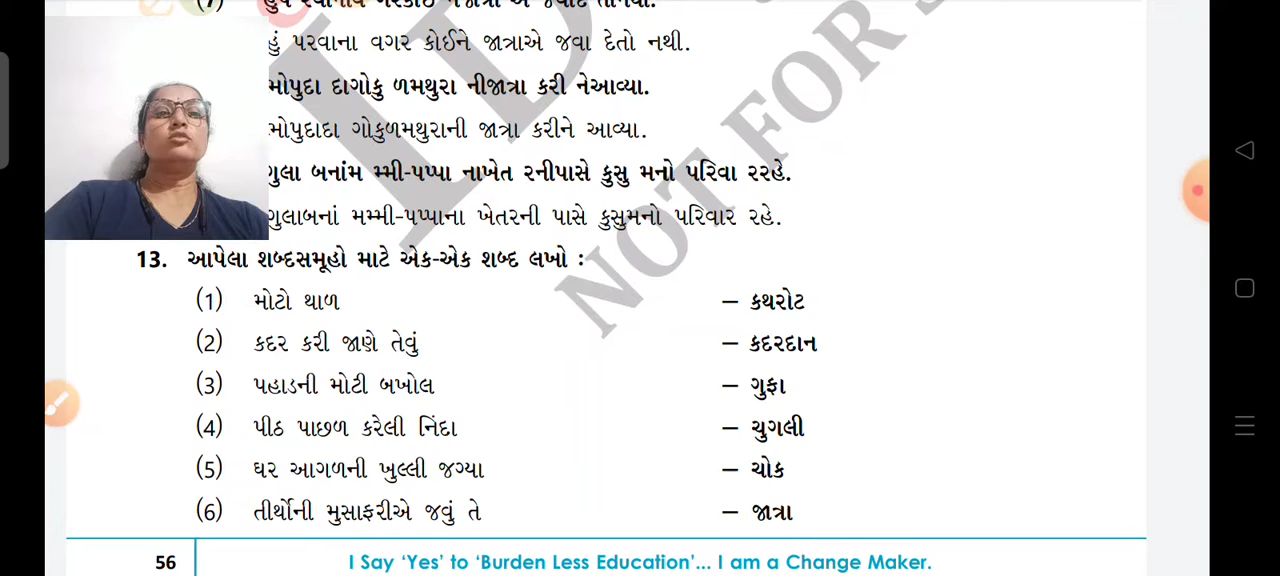 (7)
હું પરવાના વગર કોઈને જાત્રાએ જવા દેતો નથી.
મોપુદા દાગોકુ ળમથુરા નીજાત્રા કરી નેઆવ્યા.
મોપુદાદા ગોકુળમથુરાની જાત્રા કરીને આવ્યા.
ગુલા બનાંમ મ્મી-પપ્પા નાખેત રનીપાસે કુસુ મનો પરિવા રરહે.
ગુલાબનાં મમ્મી-પપ્પાના ખેતરની પાસે કુસુમનો પરિવાર રહે.
13. આપેલા શબ્દસમૂહો માટે એક-એક શબ્દ લખો :
(1) મોટો થાળ – કથરોટ
(2) કદર કરી જાણે તેવું – કદરદાન
(3) પહાડની મોટી બખોલ – ગુફા
(4) પીઠ પાછળ કરેલી નિંદા – ચુગલી
(5) ઘર આગળની ખુલ્લી જગ્યા – ચોક
(6) તીર્થોની મુસાફરીએ જવું તે – જાત્રા
56 I Say ‘Yes’ to ‘Burden Less Education’... I am a Change Maker.
NOT FOR